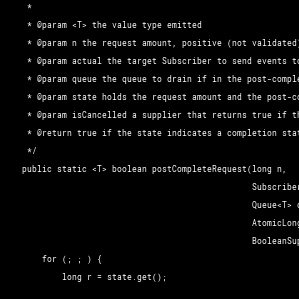 *
* @param <T> the value type emitted
* @param n the request amount, positive (not validated)
* @param actual the target Subscriber to send events to
* @param queue the queue to drain if in the post-comple
* @param state holds the request amount and the post-co
* @param isCancelled a supplier that returns true if th
* @return true if the state indicates a completion stat
*/
public static <T> boolean postCompleteRequest(long n,
Subscriber
Queue<T>
AtomicLong
BooleanSup
for (; ; ) {
long r = state.get();